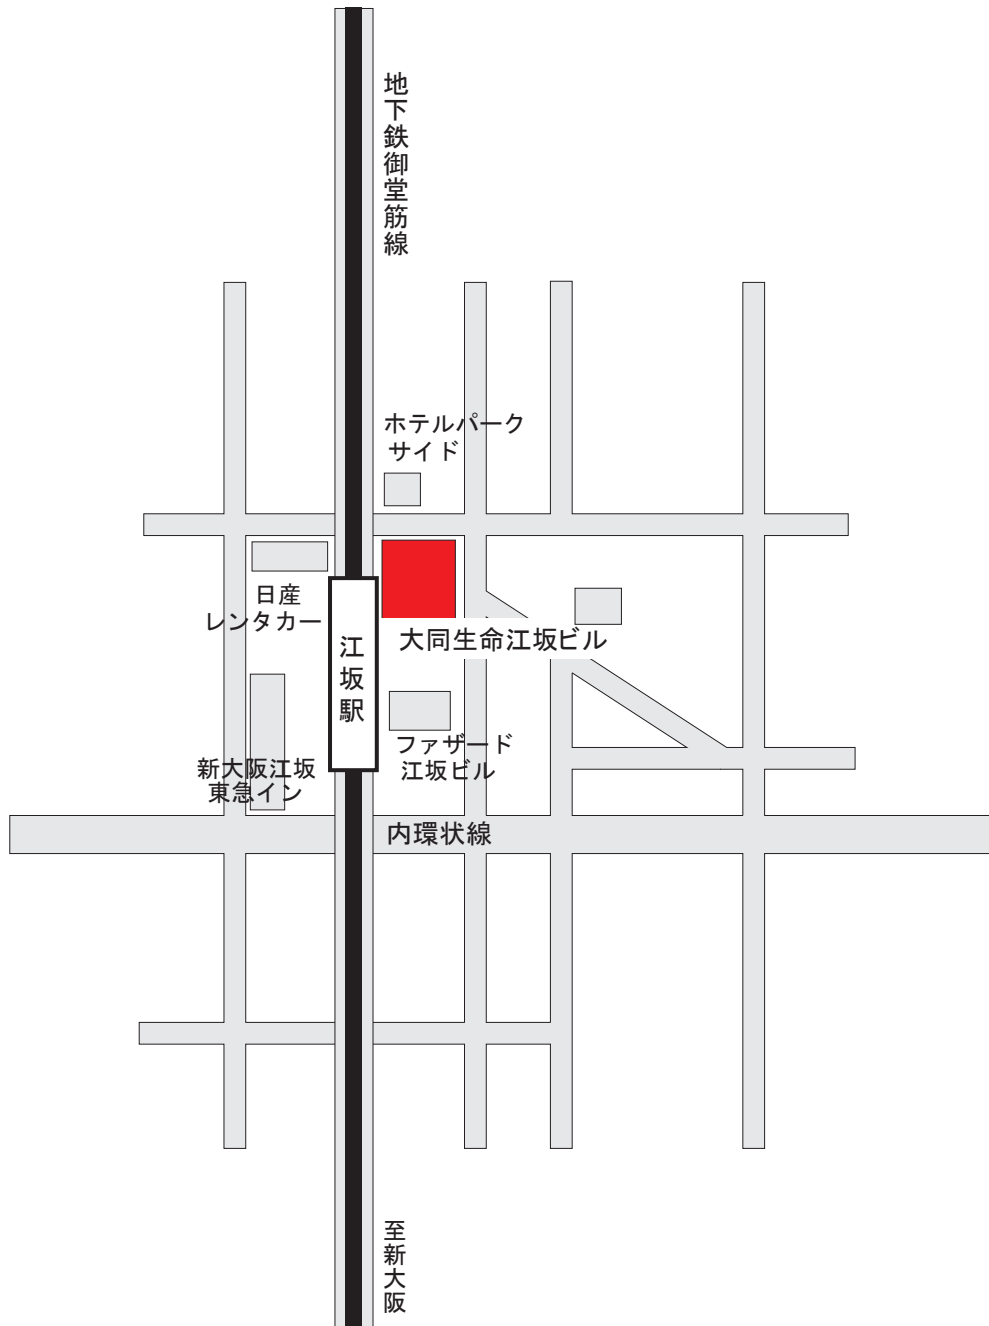 地下鉄御堂筋線
ホテルパーク
サイド
日産
レンタカー
大同生命江坂ビル
江坂駅
ファザード
江坂ビル
新大阪江坂
東急イン
内環状線
至新大阪